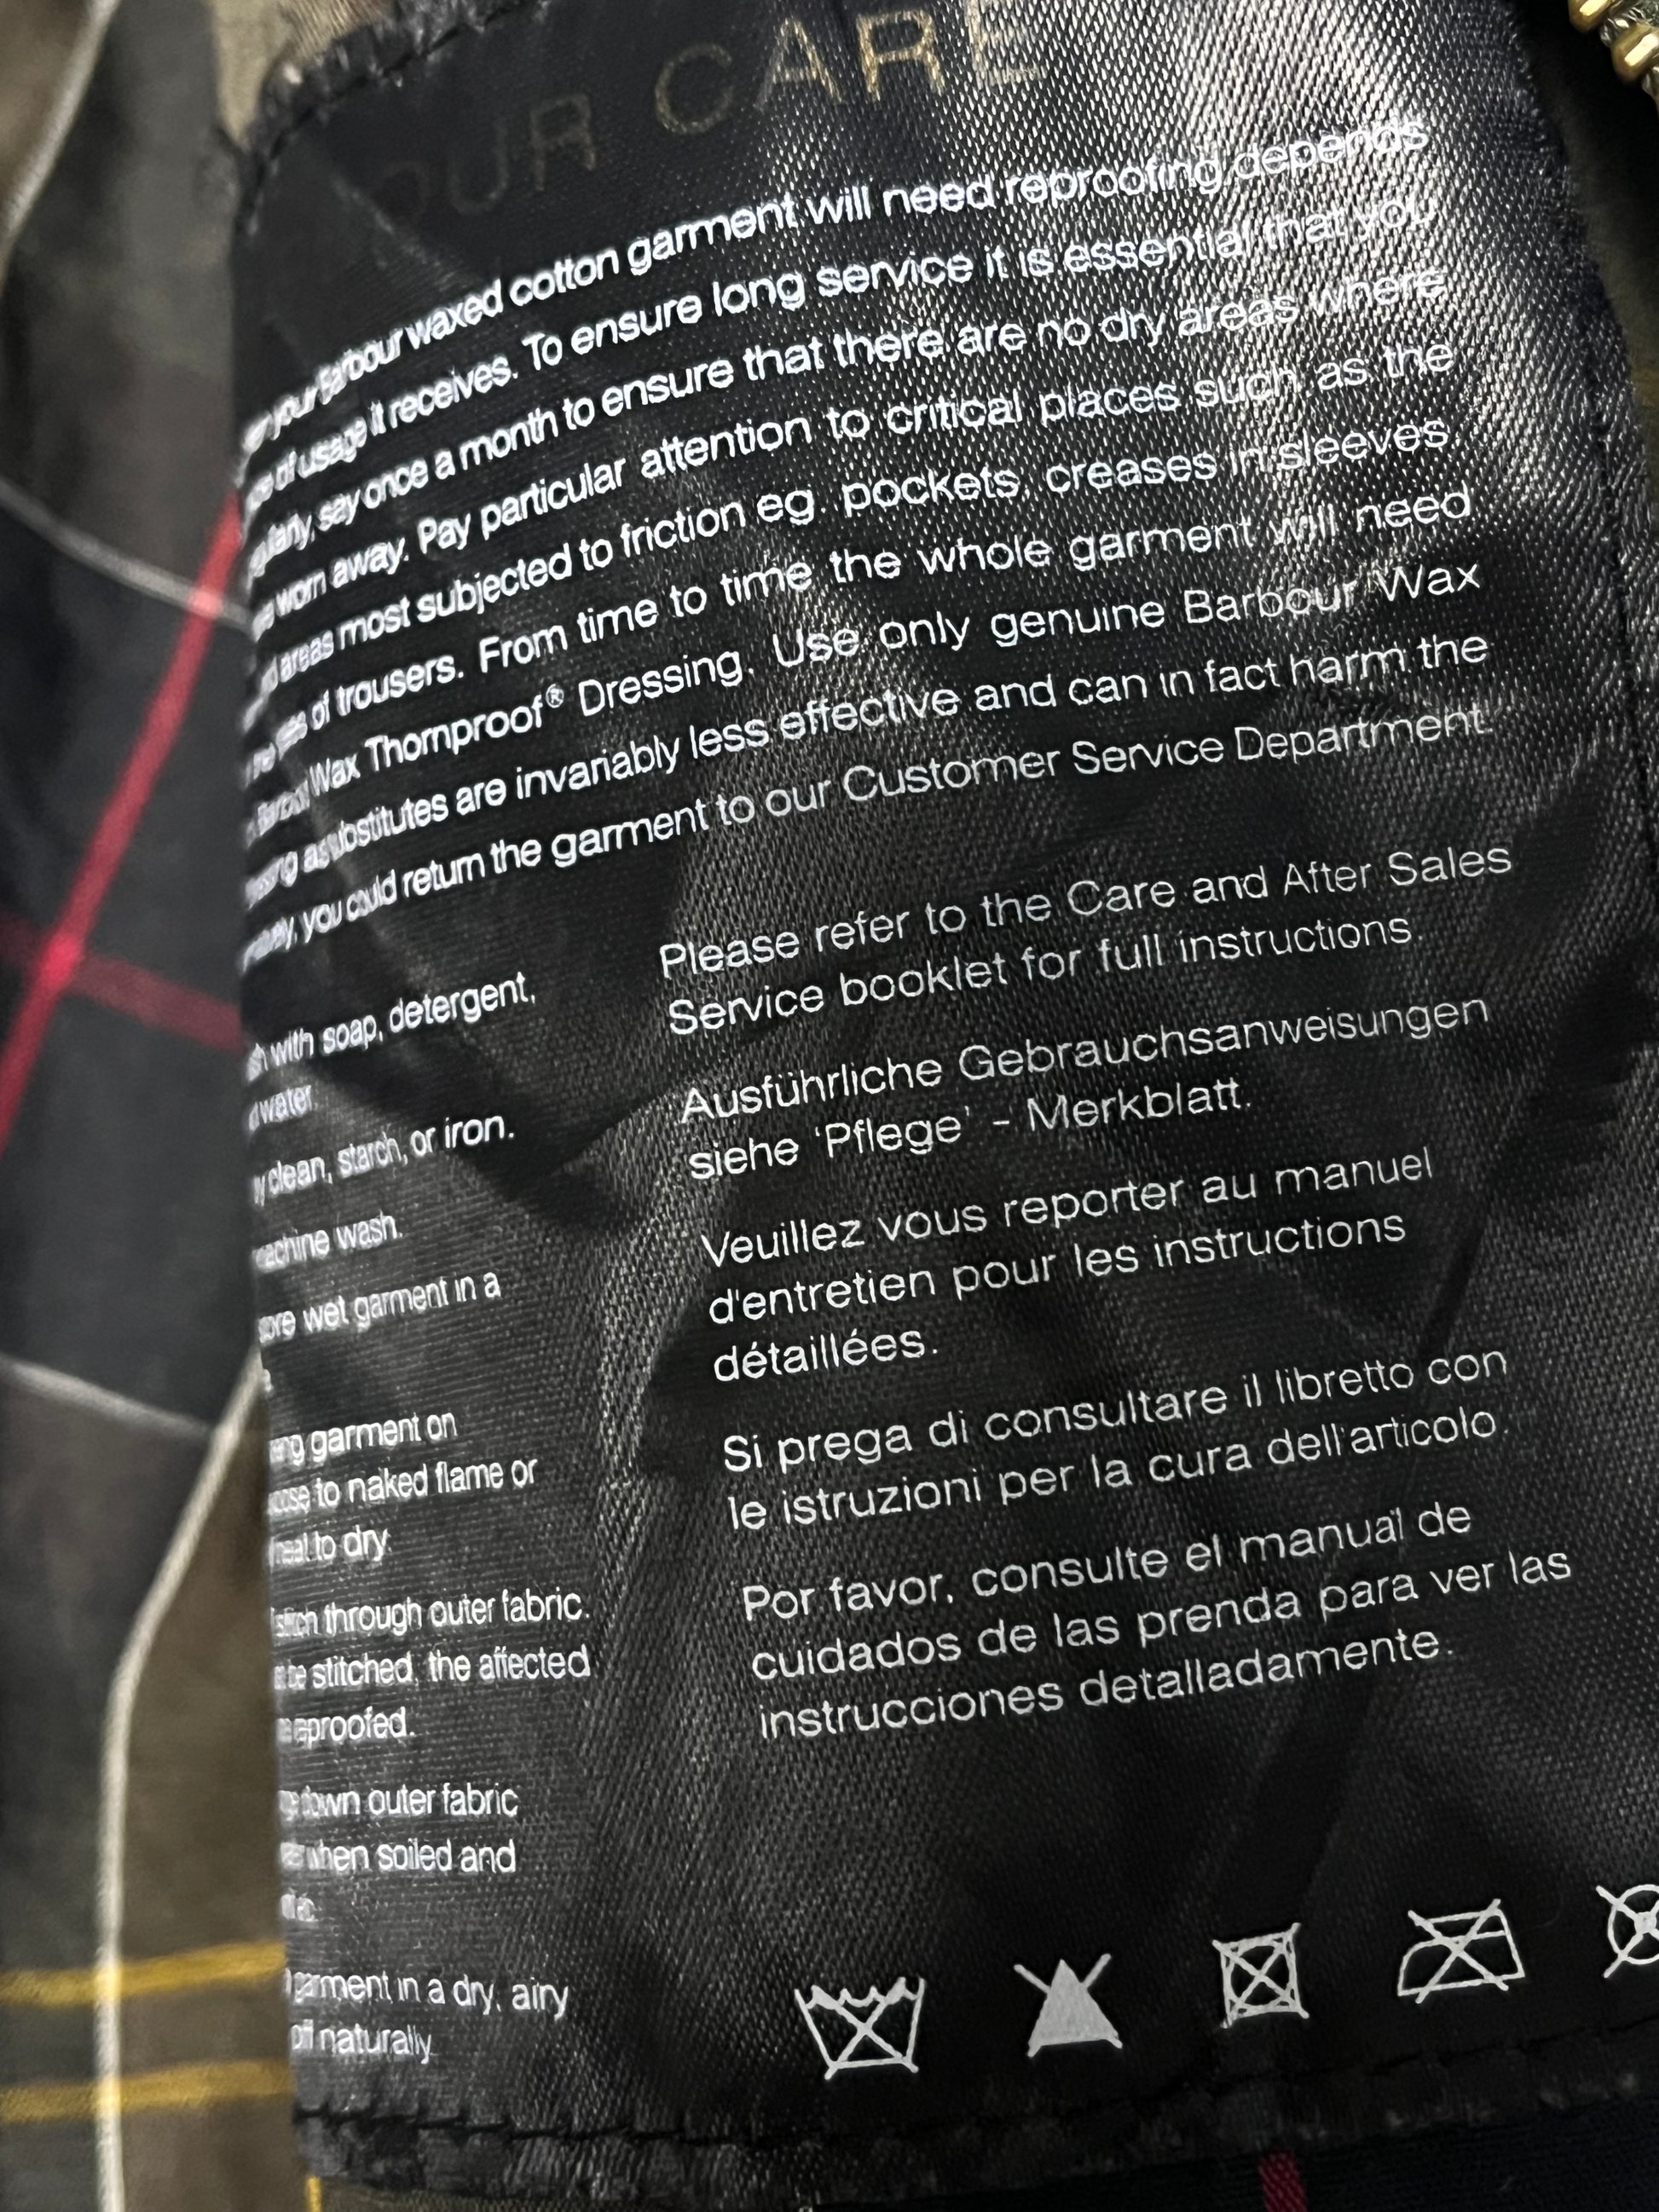 OUR CARE
your Barbour waxed cotton garment will need reproofing depends
of usage it receives. To ensure long service it is essential that you
say once a month to ensure that there are no dry areas where
worn away. Pay particular attention to critical places such as the
areas most subjected to friction eg. pockets, creases in sleeves,
of trousers. From time to time the whole garment will need
Barbour Wax Thornproof® Dressing. Use only genuine Barbour Wax
as substitutes are invariably less effective and can in fact harm the
you could return the garment to our Customer Service Department.
with soap, detergent,
water.
clean, starch, or iron.
machine wash.
wet garment in a
garment on
to naked flame or
heat to dry.
stitch through outer fabric.
be stitched, the affected
reproofed.
down outer fabric
when soiled and
garment in a dry, airy
off naturally.
Please refer to the Care and After Sales
Service booklet for full instructions.
Ausführliche Gebrauchsanweisungen
siehe 'Pflege' - Merkblatt.
Veuillez vous reporter au manuel
d'entretien pour les instructions
détaillées.
Si prega di consultare il libretto con
le istruzioni per la cura dell'articolo.
Por favor, consulte el manual de
cuidados de las prenda para ver las
instrucciones detalladamente.